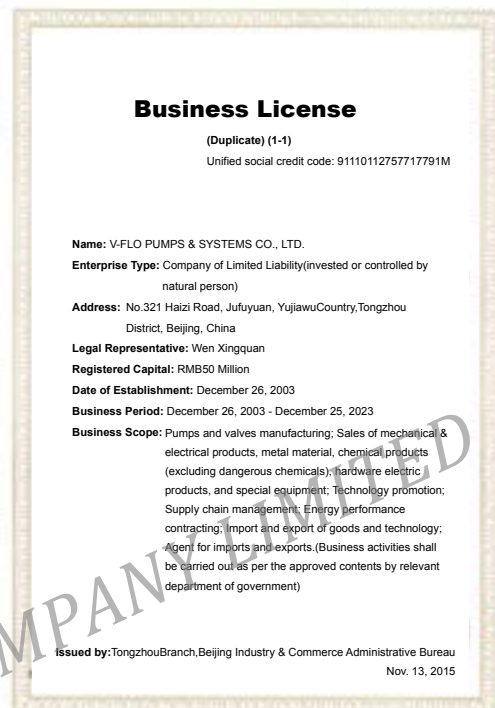 Business License
(Duplicate) (1-1)
Unified social credit code: 91110112757717791M
Name: V-FLO PUMPS & SYSTEMS CO., LTD.
Enterprise Type: Company of Limited Liability(invested or controlled by
natural person)
Address: No.321 Haizi Road, Jufuyuan, YujiawuCountry,Tongzhou
District, Beijing, China
Legal Representative: Wen Xingquan
Registered Capital: RMB50 Million
Date of Establishment: December 26, 2003
Business Period: December 26, 2003 - December 25, 2023
Business Scope: Pumps and valves manufacturing; Sales of mechanical &
electrical products, metal material, chemical products
(excluding dangerous chemicals), hardware electric
products, and special equipment; Technology promotion;
Supply chain management; Energy performance
contracting; Import and export of goods and technology;
Agent for imports and exports.(Business activities shall
be carried out as per the approved contents by relevant
department of government)
MPANY LIMITED
Issued by:TongzhouBranch,Beijing Industry & Commerce Administrative Bureau
Nov. 13, 2015